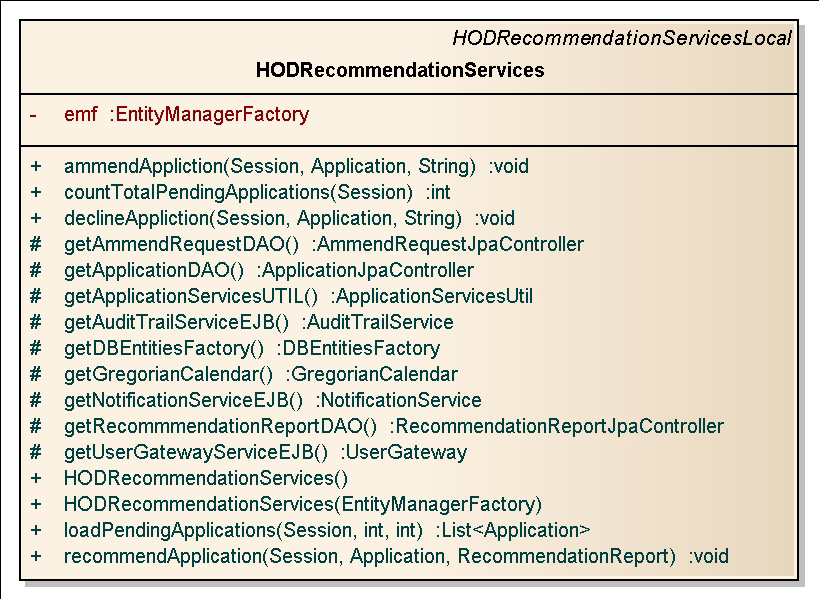 HODRecommendationServicesLocal
HODRecommendationServices
- emf :EntityManagerFactory
+ ammendAppliction(Session, Application, String) :void
+ countTotalPendingApplications(Session) :int
+ declineAppliction(Session, Application, String) :void
# getAmmendRequestDAO() :AmmendRequestJpaController
# getApplicationDAO() :ApplicationJpaController
# getApplicationServicesUTIL() :ApplicationServicesUtil
# getAuditTrailServiceEJB() :AuditTrailService
# getDBEntitiesFactory() :DBEntitiesFactory
# getGregorianCalendar() :GregorianCalendar
# getNotificationServiceEJB() :NotificationService
# getRecommmendationReportDAO() :RecommendationReportJpaController
# getUserGatewayServiceEJB() :UserGateway
+ HODRecommendationServices()
+ HODRecommendationServices(EntityManagerFactory)
+ loadPendingApplications(Session, int, int) :List<Application>
+ recommendApplication(Session, Application, RecommendationReport) :void